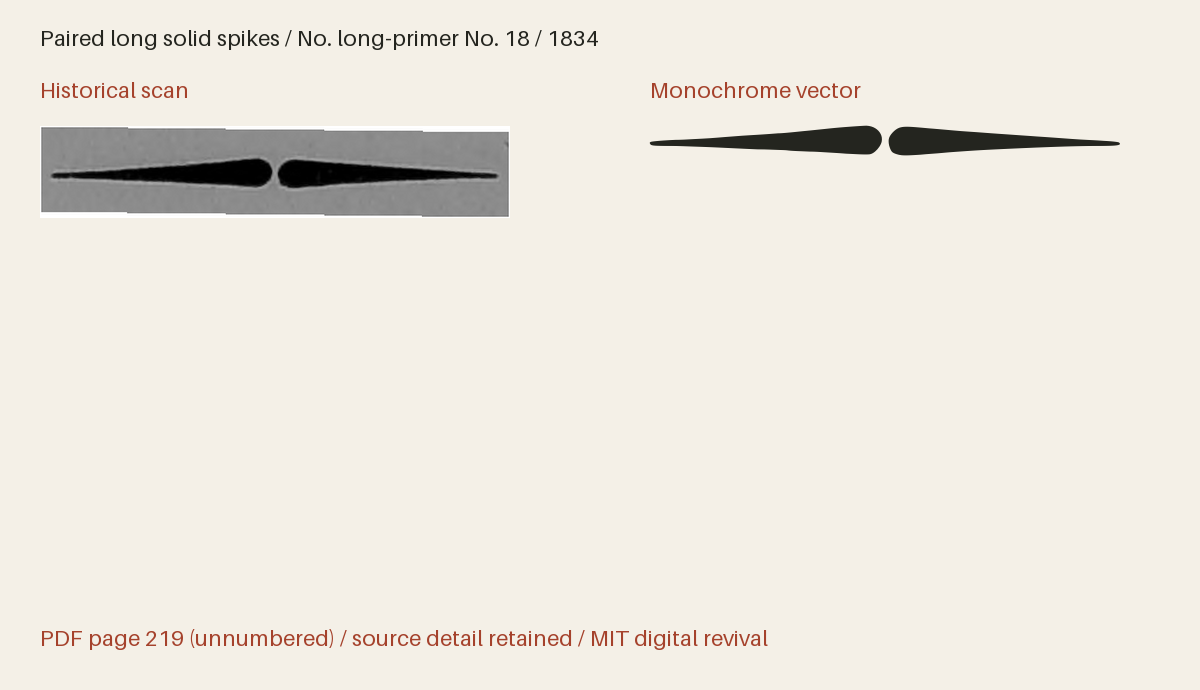 Paired long solid spikes / No. long-primer No. 18 / 1834
Historical scan
Monochrome vector
PDF page 219 (unnumbered) / source detail retained / MIT digital revival